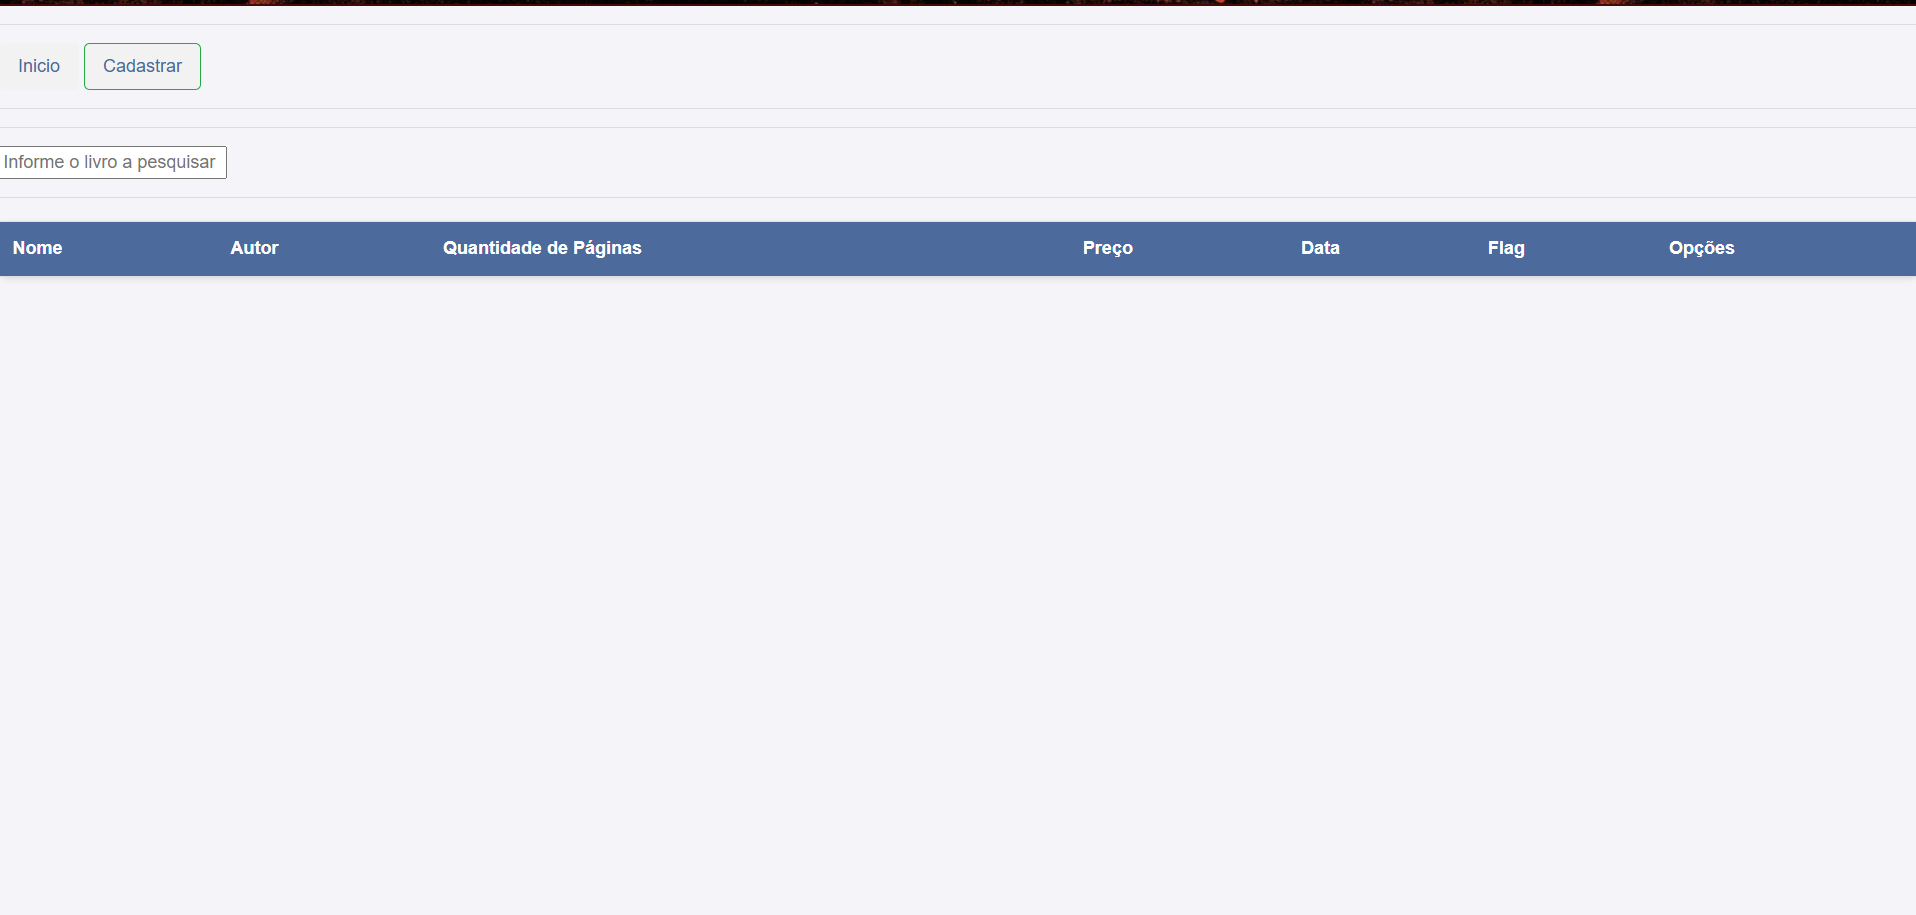 Inicio Cadastrar
Informe o livro a pesquisar
Nome Autor Quantidade de Páginas Preço Data Flag Opções